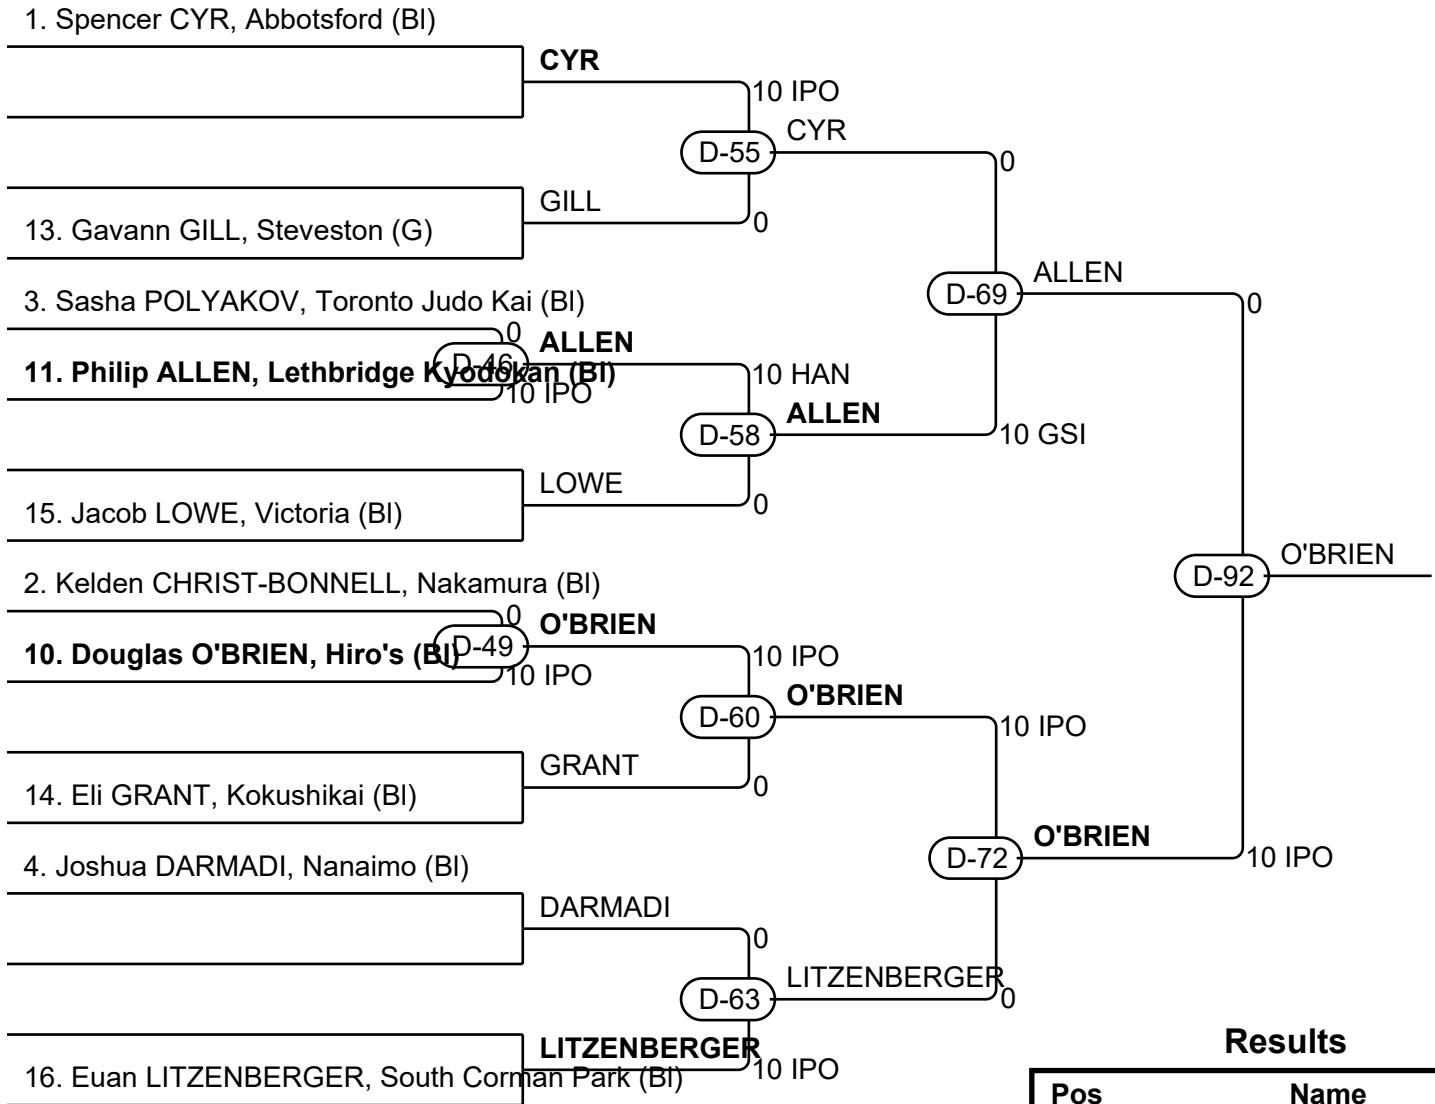 1. Spencer CYR, Abbotsford (Bl)
CYR
10 IPO
CYR
D-55
0
GILL
0
13. Gavann GILL, Steveston (G)
ALLEN
D-69
0
3. Sasha POLYAKOV, Toronto Judo Kai (Bl)
0
ALLEN
D-46
11. Philip ALLEN, Lethbridge Kyodokan (Bl)
10 IPO
10 HAN
ALLEN
D-58
10 GSI
LOWE
0
15. Jacob LOWE, Victoria (Bl)
O'BRIEN
D-92
2. Kelden CHRIST-BONNELL, Nakamura (Bl)
0
O'BRIEN
D-49
10. Douglas O'BRIEN, Hiro's (Bl)
10 IPO
10 IPO
O'BRIEN
D-60
10 IPO
GRANT
0
14. Eli GRANT, Kokushikai (Bl)
O'BRIEN
D-72
10 IPO
4. Joshua DARMADI, Nanaimo (Bl)
DARMADI
0
LITZENBERGER
D-63
0
LITZENBERGER
10 IPO
16. Euan LITZENBERGER, South Corman Park (Bl)
Results
Pos Name